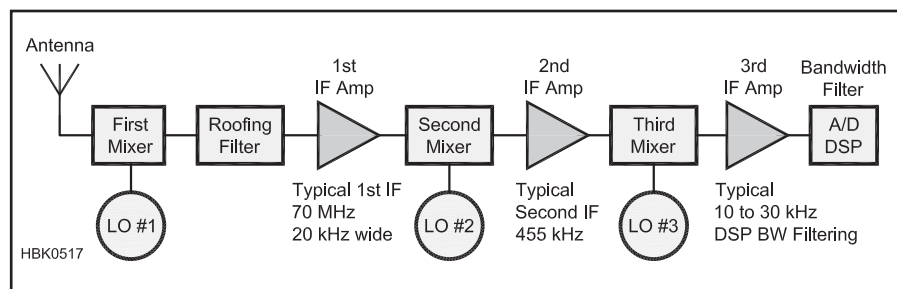 Antenna
1st
IF Amp
2nd
IF Amp
3rd
IF Amp
Bandwidth
Filter
First
Mixer
Roofing
Filter
Second
Mixer
Third
Mixer
A/D
DSP
Typical 1st IF
70 MHz
20 kHz wide
Typical
Second IF
455 kHz
Typical
10 to 30 kHz
DSP BW Filtering
LO #1
LO #2
LO #3
HBK0517